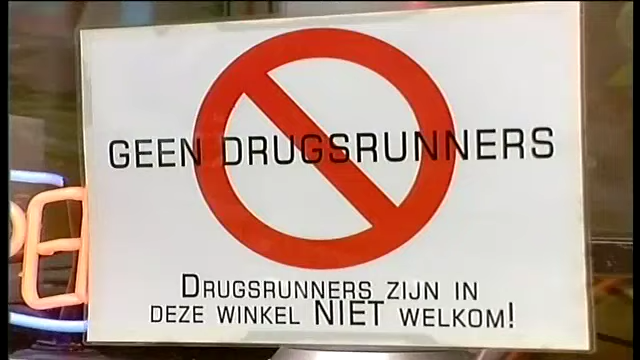 GEEN DRUGSRUNNERS
DRUGSRUNNERS ZIJN IN
DEZE WINKEL NIET WELKOM!